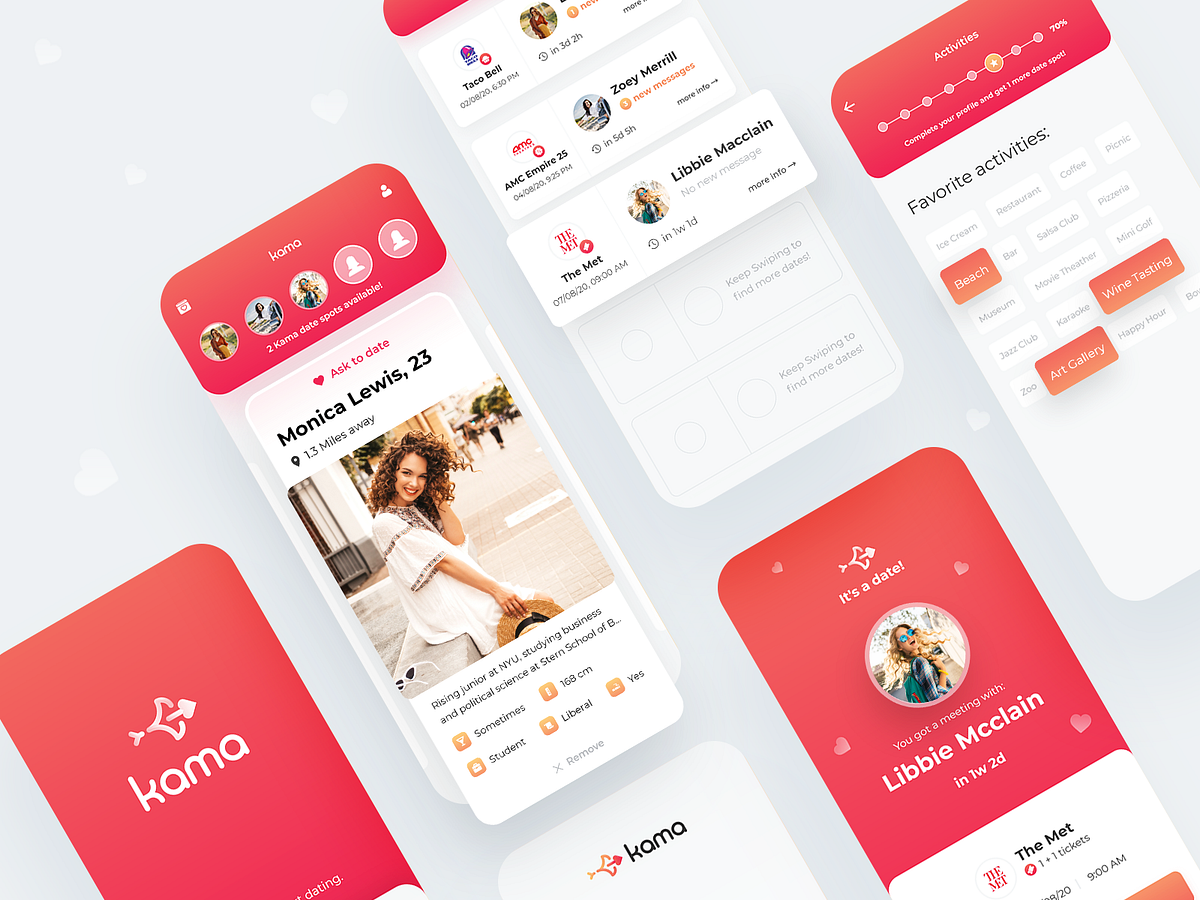 Taco Bell
02/08/20, 6:30 PM
in 3d 2h
AMC Empire 25
04/08/20, 9:25 PM
Zoey Merrill
3 new messages
in 5d 5h
more info →
THE MET
The Met
07/08/20, 09:00 AM
Libbie Macclain
No new message
in 1w 1d
more info →
Keep Swiping to
find more dates!
Keep Swiping to
find more dates!
Activities
70%
Complete your profile and get 1 more date spot!
Favorite activities:
Ice Cream
Restaurant
Coffee
Picnic
Beach
Bar
Salsa Club
Pizzeria
Museum
Movie Theather
Mini Golf
Jazz Club
Karaoke
Wine Tasting
Zoo
Art Gallery
Happy Hour
kama
2 Kama date spots available!
Ask to date
Monica Lewis, 23
1.3 Miles away
Rising junior at NYU, studying business
and political science at Stern School of B...
Sometimes
168 cm
Yes
Student
Liberal
Remove
kama
dating.
kama
It's a date!
You got a meeting with:
Libbie Mcclain
in 1w 2d
THE MET
The Met
1 + 1 tickets
9:00 AM